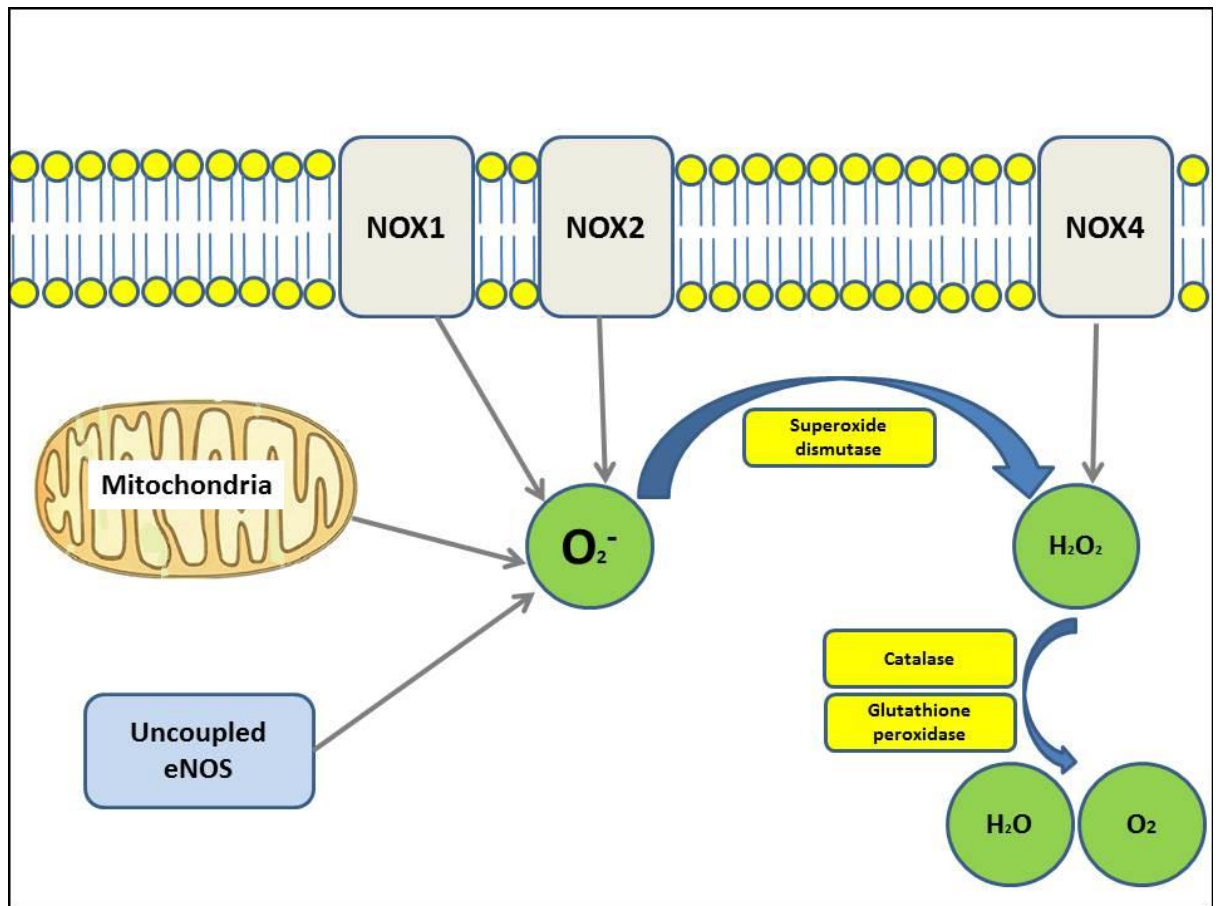 NOX1
NOX2
NOX4
Superoxide
dismutase
Mitochondria
O₂⁻
H₂O₂
Catalase
Glutathione
peroxidase
Uncoupled
eNOS
H₂O
O₂